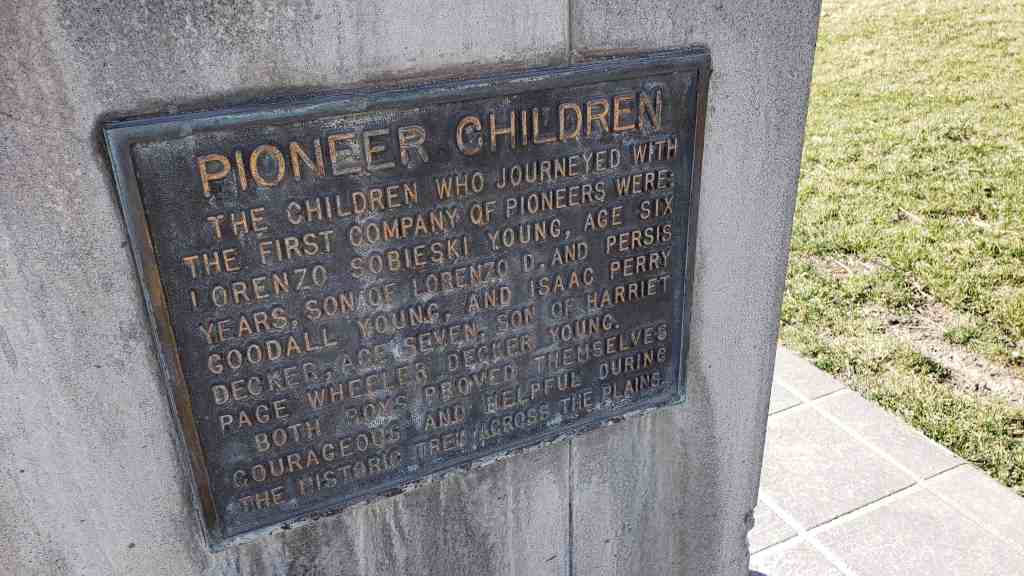 PIONEER CHILDREN
THE CHILDREN WHO JOURNEYED WITH
THE FIRST COMPANY OF PIONEERS WERE:
LORENZO SOBIESKI YOUNG, AGE SIX
YEARS, SON OF LORENZO D. AND PERSIS
GOODALL YOUNG, AND ISAAC PERRY
DECKER, AGE SEVEN, SON OF HARRIET
PAGE WHEELER DECKER YOUNG.
BOTH BOYS PROVED THEMSELVES
COURAGEOUS AND HELPFUL DURING
THE HISTORIC TREK ACROSS THE PLAINS.